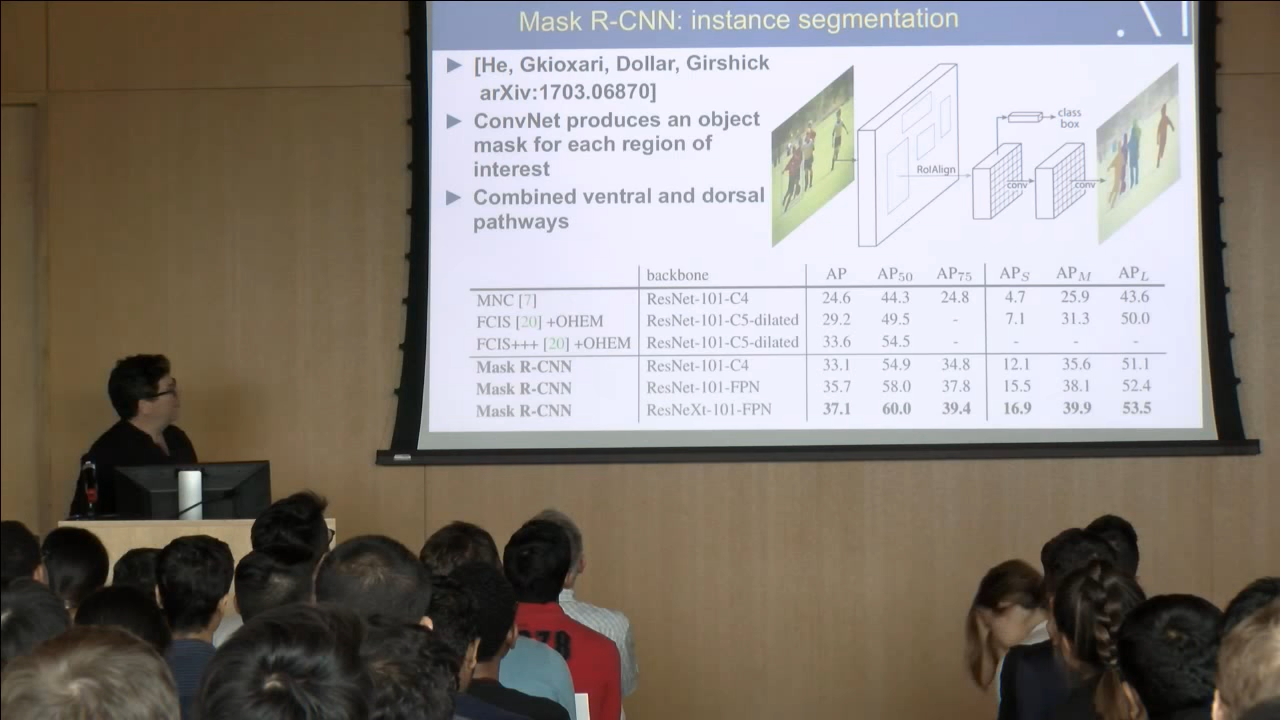 Mask R-CNN: instance segmentation
► [He, Gkioxari, Dollar, Girshick
arXiv:1703.06870]
► ConvNet produces an object
mask for each region of
interest
► Combined ventral and dorsal
pathways
RoIAlign
class
box
conv
conv
backbone AP AP50 AP75 APS APM APL
MNC [7] ResNet-101-C4 24.6 44.3 24.8 4.7 25.9 43.6
FCIS [20] +OHEM ResNet-101-C5-dilated 29.2 49.5 - 7.1 31.3 50.0
FCIS+++ [20] +OHEM ResNet-101-C5-dilated 33.6 54.5 - - - -
Mask R-CNN ResNet-101-C4 33.1 54.9 34.8 12.1 35.6 51.1
Mask R-CNN ResNet-101-FPN 35.7 58.0 37.8 15.5 38.1 52.4
Mask R-CNN ResNeXt-101-FPN 37.1 60.0 39.4 16.9 39.9 53.5